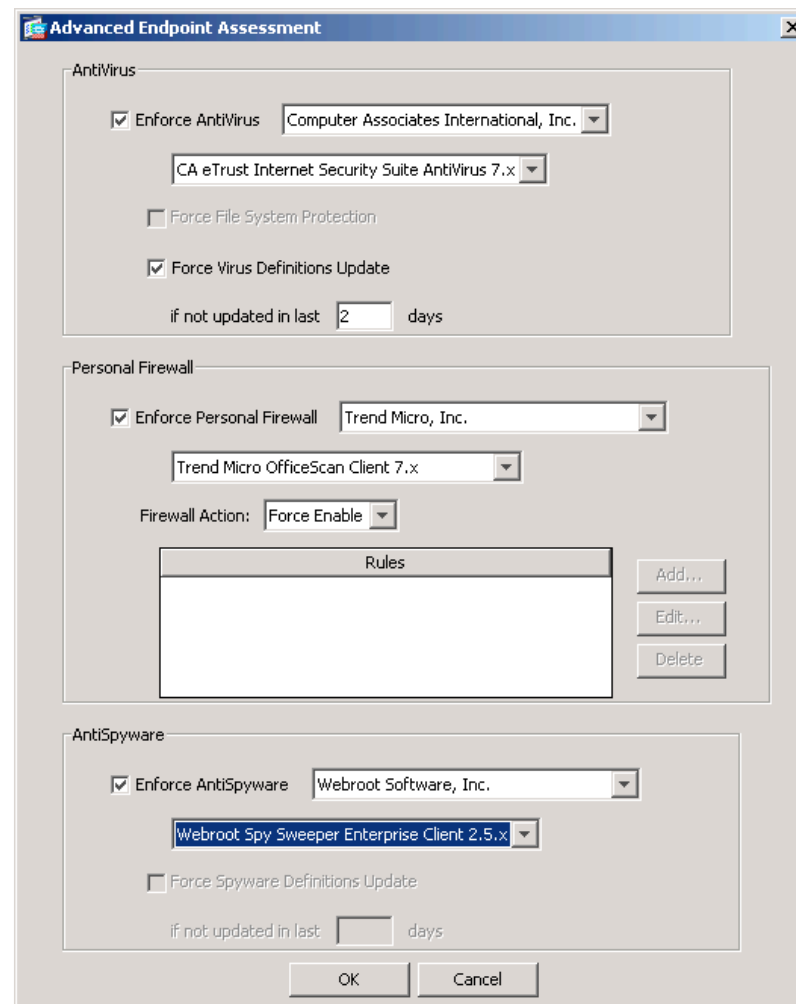 Advanced Endpoint Assessment
AntiVirus
Enforce AntiVirus Computer Associates International, Inc.
CA eTrust Internet Security Suite AntiVirus 7.x
Force File System Protection
Force Virus Definitions Update
if not updated in last 2 days
Personal Firewall
Enforce Personal Firewall Trend Micro, Inc.
Trend Micro OfficeScan Client 7.x
Firewall Action: Force Enable
Rules
Add...
Edit...
Delete
AntiSpyware
Enforce AntiSpyware Webroot Software, Inc.
Webroot Spy Sweeper Enterprise Client 2.5.x
Force Spyware Definitions Update
if not updated in last days
OK Cancel